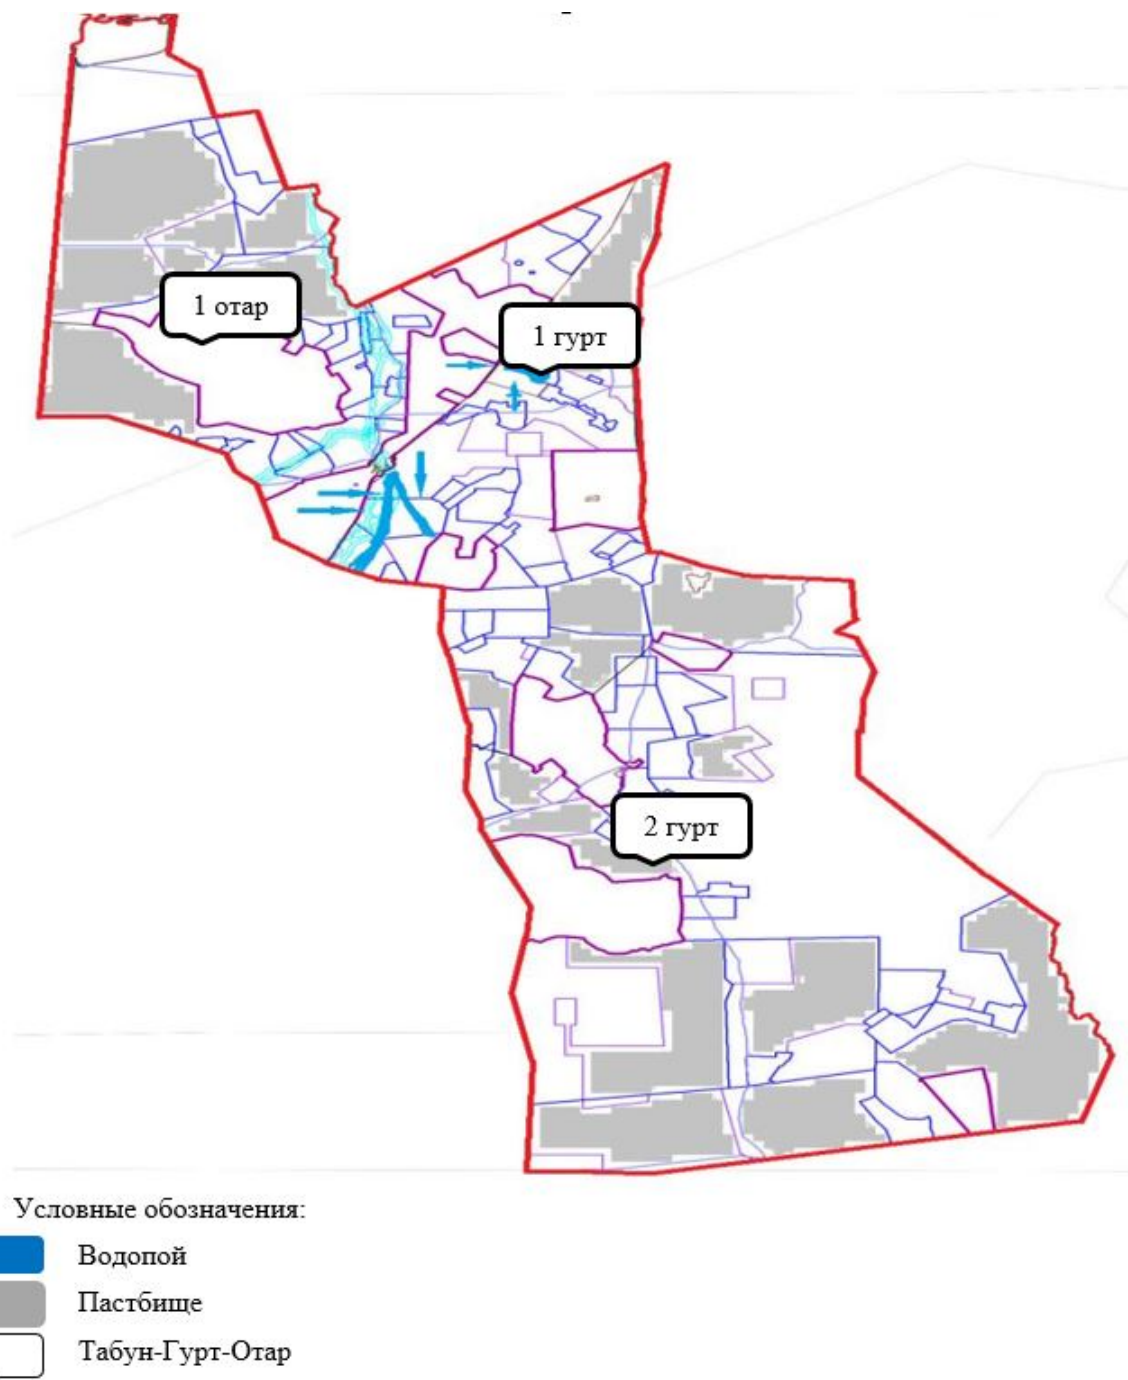 1 отар
1 гурт
2 гурт
Условные обозначения:
Водопой
Пастбище
Табун-Гурт-Отар